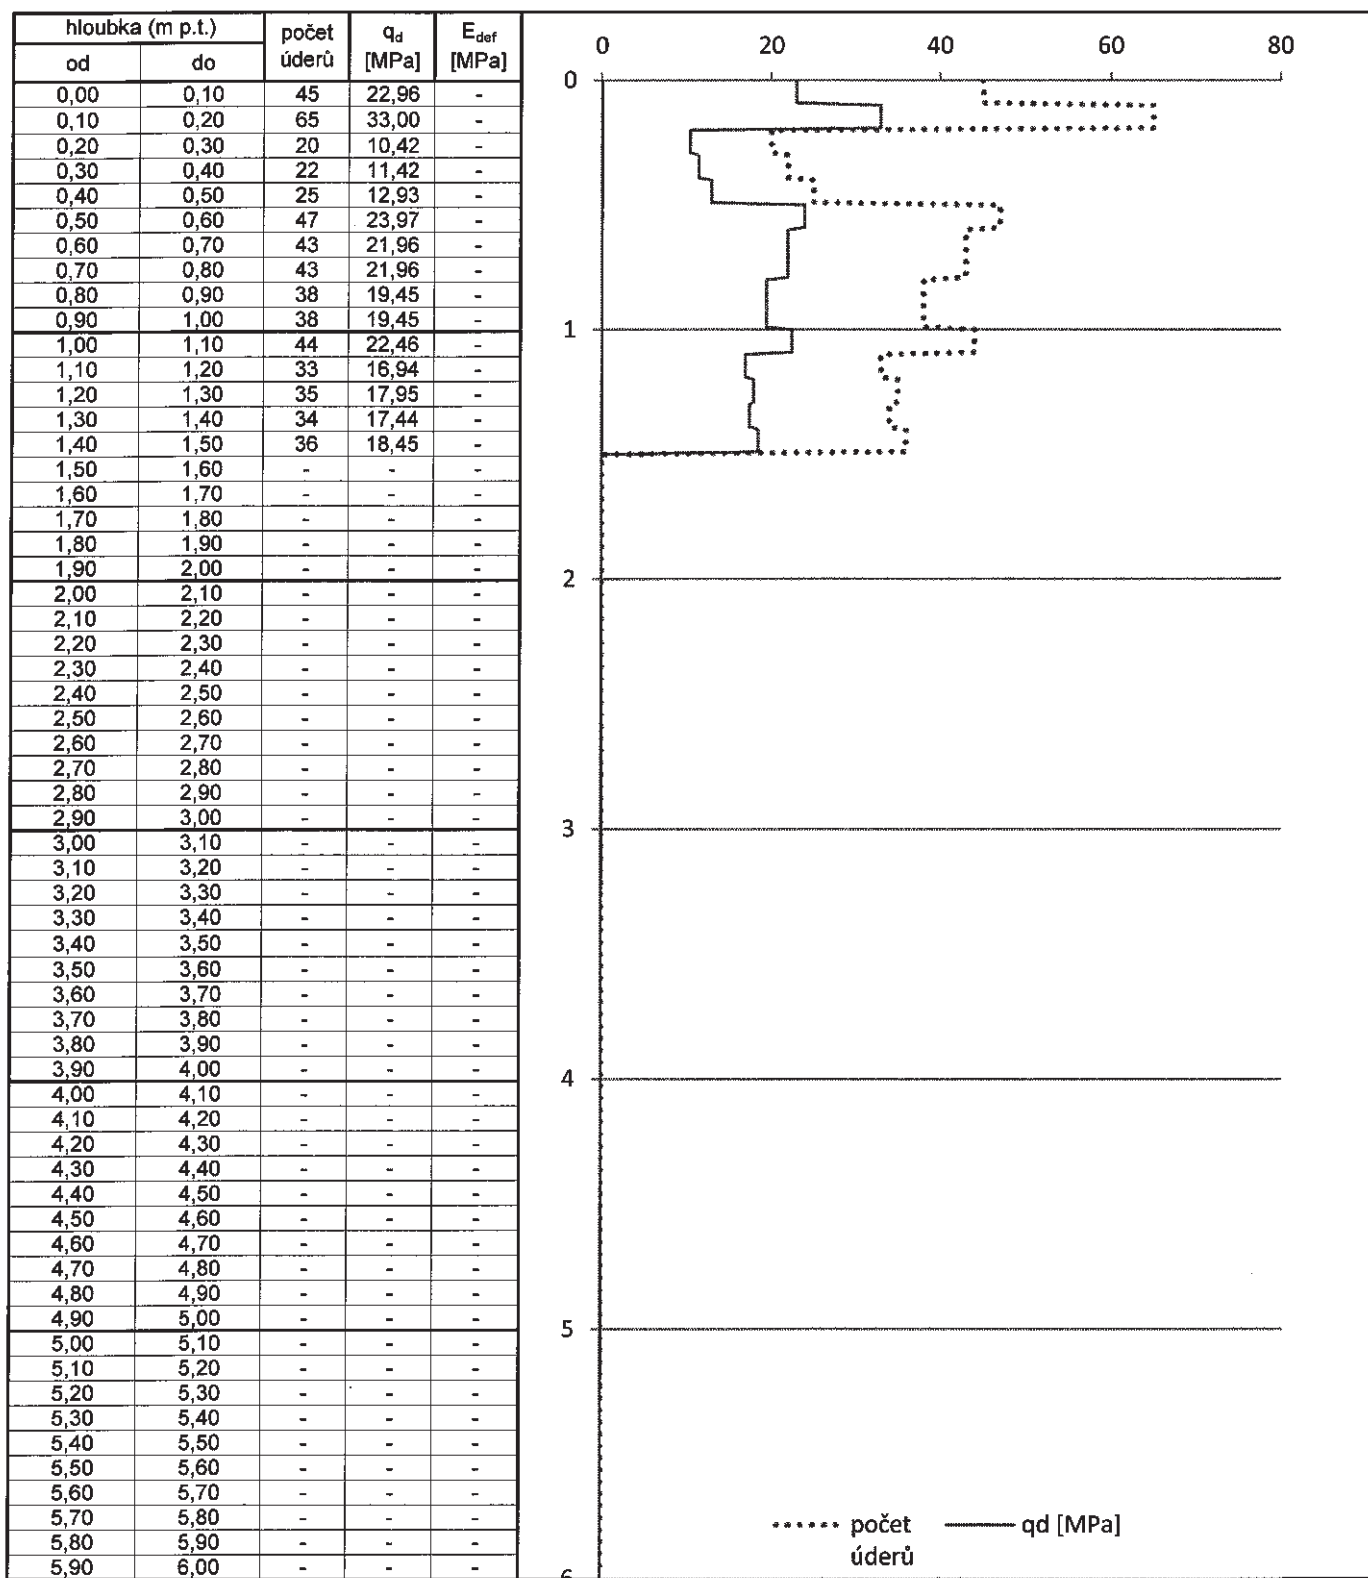 hloubka (m p.t.) počet úderů qd [MPa] Edef [MPa]
od do
0,00 0,10 45 22,96 -
0,10 0,20 65 33,00 -
0,20 0,30 20 10,42 -
0,30 0,40 22 11,42 -
0,40 0,50 25 12,93 -
0,50 0,60 47 23,97 -
0,60 0,70 43 21,96 -
0,70 0,80 43 21,96 -
0,80 0,90 38 19,45 -
0,90 1,00 38 19,45 -
1,00 1,10 44 22,46 -
1,10 1,20 33 16,94 -
1,20 1,30 35 17,95 -
1,30 1,40 34 17,44 -
1,40 1,50 36 18,45 -
1,50 1,60 - - -
1,60 1,70 - - -
1,70 1,80 - - -
1,80 1,90 - - -
1,90 2,00 - - -
2,00 2,10 - - -
2,10 2,20 - - -
2,20 2,30 - - -
2,30 2,40 - - -
2,40 2,50 - - -
2,50 2,60 - - -
2,60 2,70 - - -
2,70 2,80 - - -
2,80 2,90 - - -
2,90 3,00 - - -
3,00 3,10 - - -
3,10 3,20 - - -
3,20 3,30 - - -
3,30 3,40 - - -
3,40 3,50 - - -
3,50 3,60 - - -
3,60 3,70 - - -
3,70 3,80 - - -
3,80 3,90 - - -
3,90 4,00 - - -
4,00 4,10 - - -
4,10 4,20 - - -
4,20 4,30 - - -
4,30 4,40 - - -
4,40 4,50 - - -
4,50 4,60 - - -
4,60 4,70 - - -
4,70 4,80 - - -
4,80 4,90 - - -
4,90 5,00 - - -
5,00 5,10 - - -
5,10 5,20 - - -
5,20 5,30 - - -
5,30 5,40 - - -
5,40 5,50 - - -
5,50 5,60 - - -
5,60 5,70 - - -
5,70 5,80 - - -
5,80 5,90 - - -
5,90 6,00 - - -
0 20 40 60 80
0
1
2
3
4
5
6
počet úderů
qd [MPa]